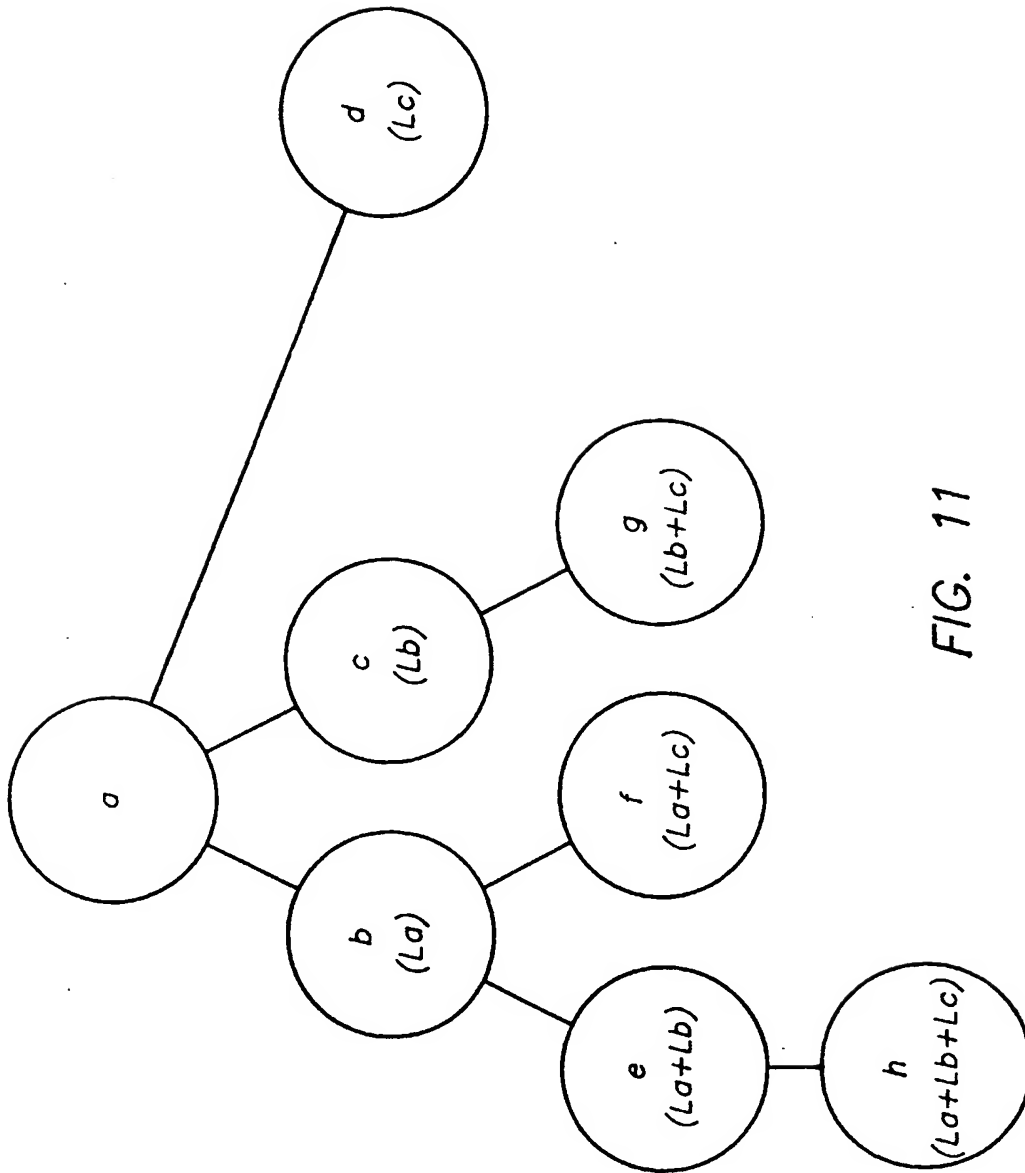 a
b
(La)
c
(Lb)
d
(Lc)
e
(La+Lb)
f
(La+Lc)
g
(Lb+Lc)
h
(La+Lb+Lc)
FIG. 11